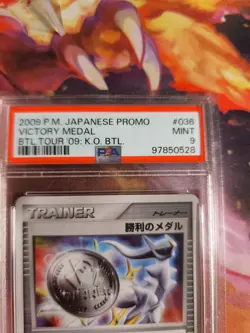 2009 P.M. JAPANESE PROMO #036
VICTORY MEDAL MINT
BTL.TOUR '09: K.O. BTL. 9
PSA 97850528
TRAINER トレーナー
勝利のメダル